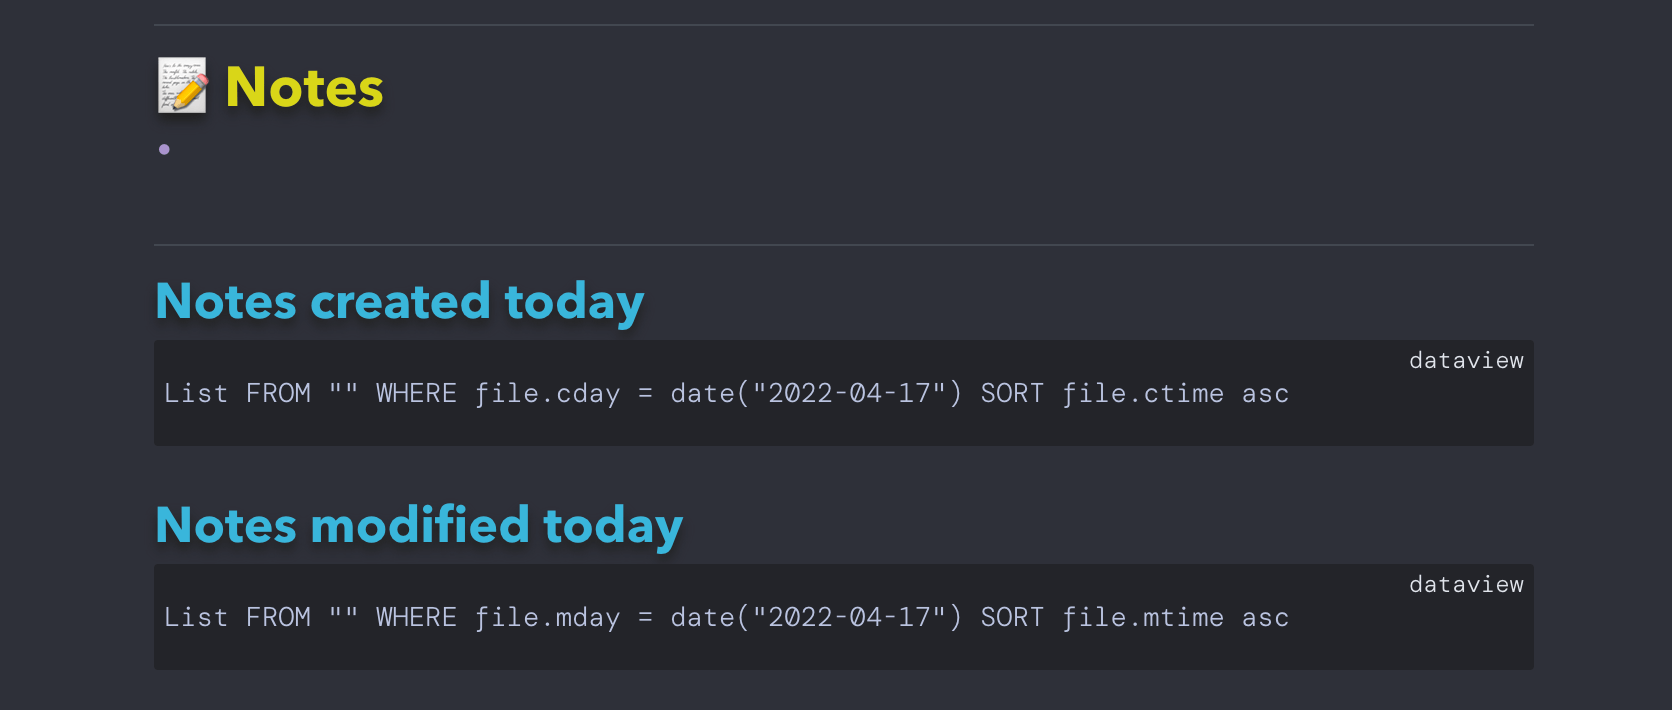 📝 Notes
•
Notes created today
dataview
List FROM "" WHERE file.cday = date("2022-04-17") SORT file.ctime asc
Notes modified today
dataview
List FROM "" WHERE file.mday = date("2022-04-17") SORT file.mtime asc